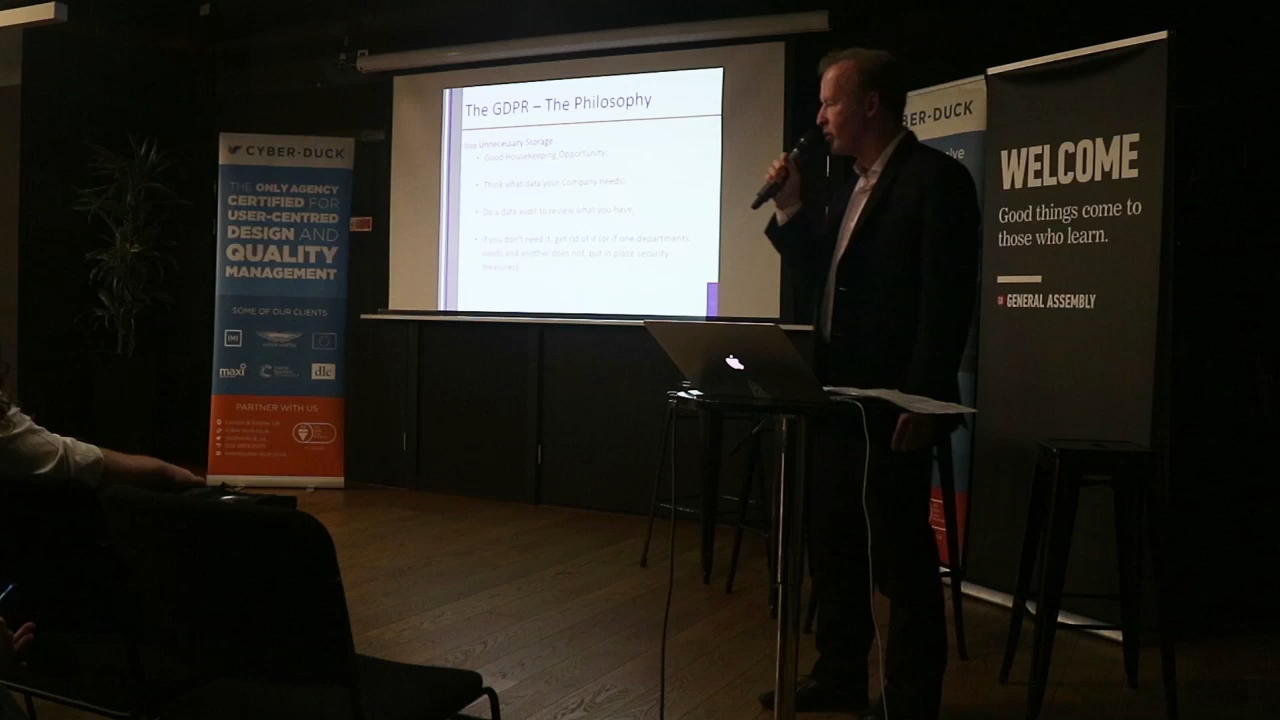 CYBER-DUCK
THE ONLY AGENCY
CERTIFIED FOR
USER-CENTRED
DESIGN AND
QUALITY
MANAGEMENT
SOME OF OUR CLIENTS
IMI
maxi
dlc
PARTNER WITH US
The GDPR – The Philosophy
Stop Unnecessary Storage
• Good Housekeeping Opportunity;
• Think what data your Company needs;
• Do a data audit to review what you have;
• If you don't need it, get rid of it (or if one departments
needs and another does not, put in place security
measures).
BER-DUCK
WELCOME
Good things come to
those who learn.
GA GENERAL ASSEMBLY